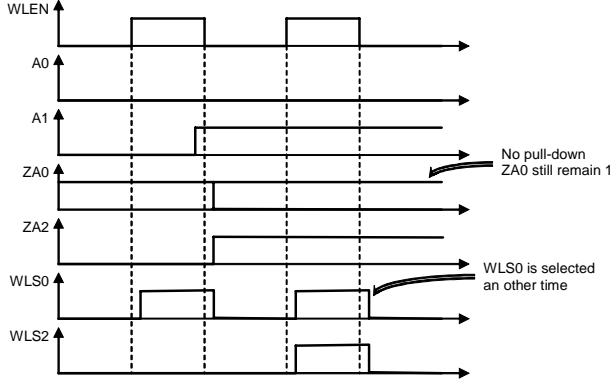 WLEN
A0
A1
No pull-down
ZA0
ZA0 still remain 1
ZA2
WLS0
WLS0 is selected
an other time
WLS2